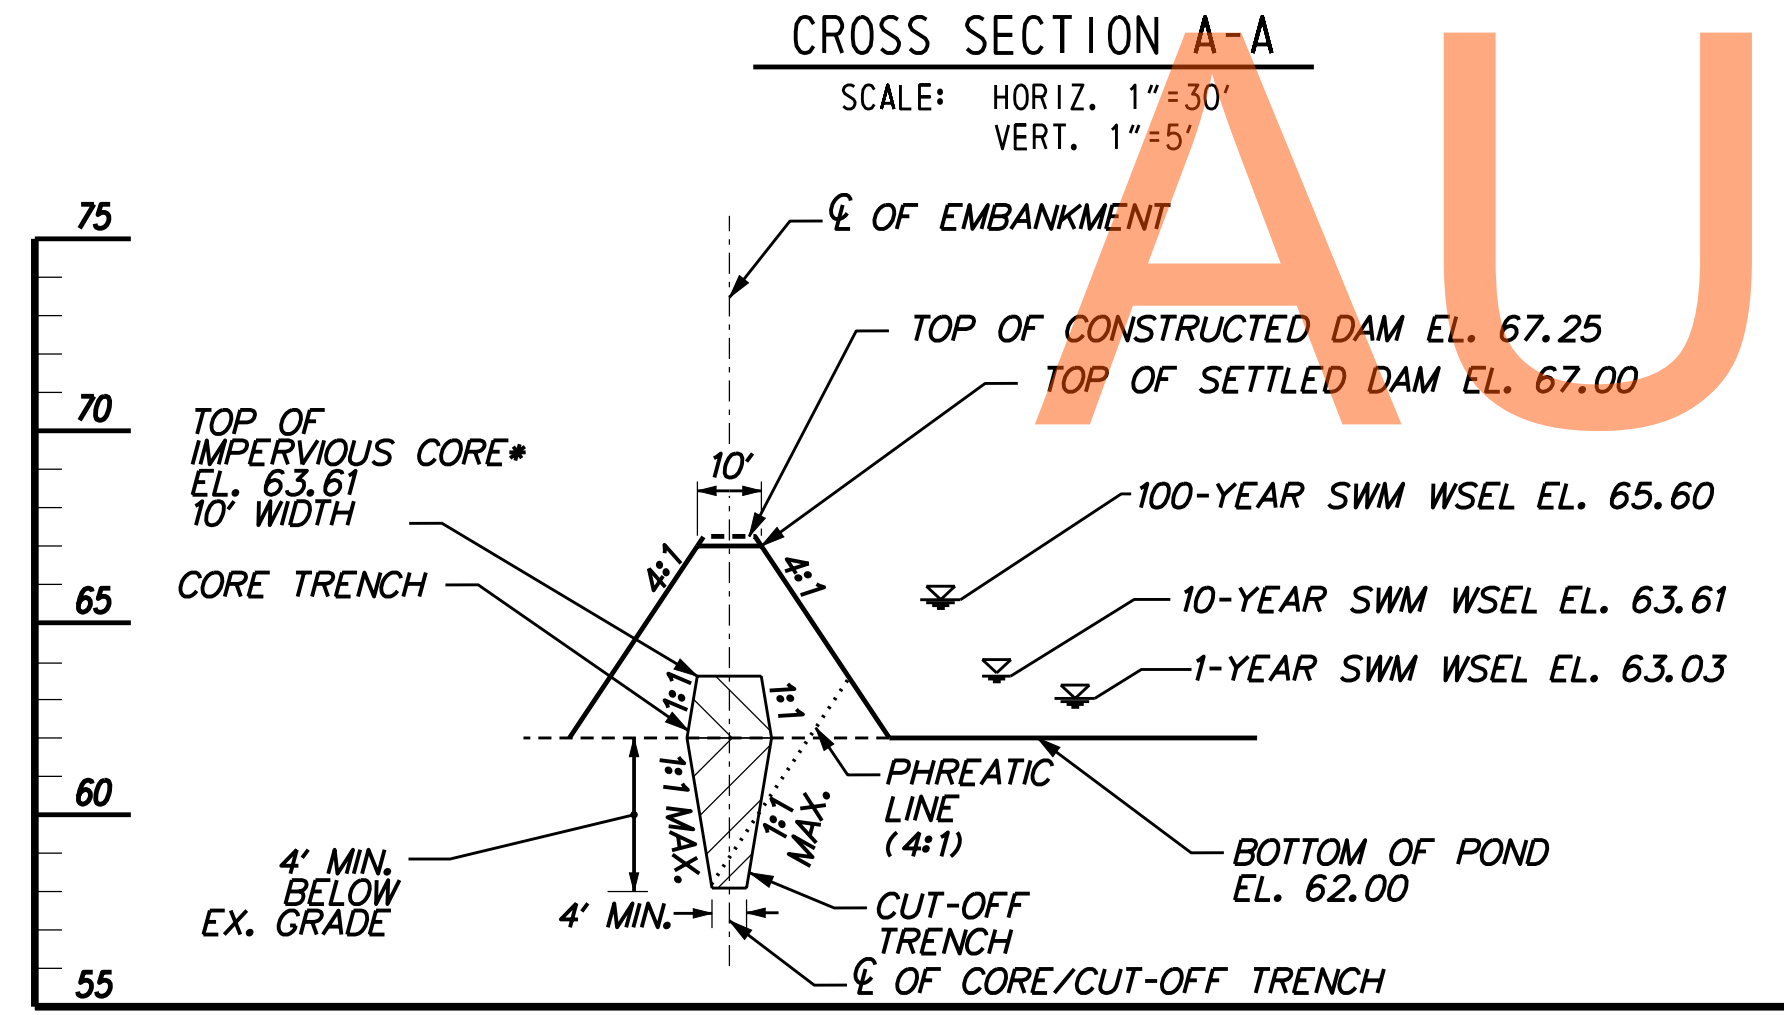 CROSS SECTION A-A
SCALE: HORIZ. 1"=30'
VERT. 1"=5'
AU
75
℄ OF EMBANKMENT
TOP OF CONSTRUCTED DAM EL. 67.25
TOP OF SETTLED DAM EL. 67.00
70
TOP OF
IMPERVIOUS CORE*
EL. 63.61
10' WIDTH
10'
100-YEAR SWM WSEL EL. 65.60
4:1
4:1
CORE TRENCH
65
10-YEAR SWM WSEL EL. 63.61
1-YEAR SWM WSEL EL. 63.03
1:1
1:1
1:1 MAX.
1:1
MAX.
PHREATIC
LINE
(4:1)
60
BOTTOM OF POND
EL. 62.00
4' MIN.
BELOW
EX. GRADE
4' MIN.
CUT-OFF
TRENCH
℄ OF CORE/CUT-OFF TRENCH
55